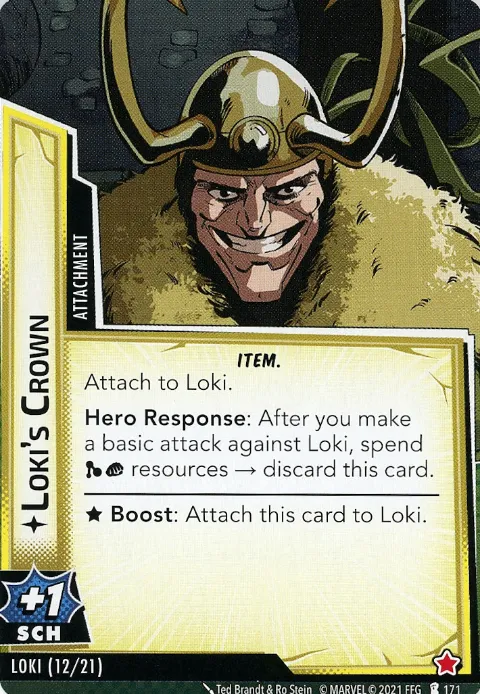 ATTACHMENT
LOKI'S CROWN
ITEM.
Attach to Loki.
Hero Response: After you make
a basic attack against Loki, spend
resources → discard this card.
★ Boost: Attach this card to Loki.
+1
SCH
LOKI (12/21)
Ted Brandt & Ro Stein © MARVEL © 2021 FFG 171